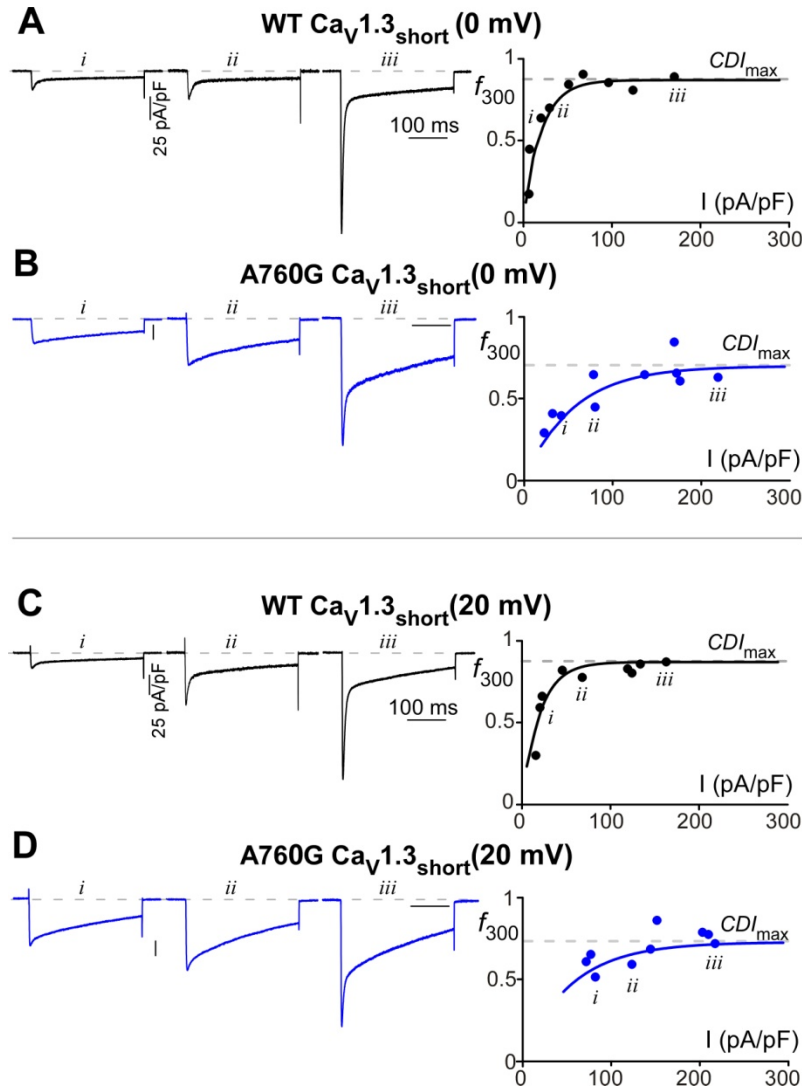 A
WT CaV1.3short (0 mV)
i ii iii
25 pA/pF
100 ms
1
CDImax
f300
i ii iii
0.5
I (pA/pF)
0
0 100 200 300
B
A760G CaV1.3short(0 mV)
i ii iii
1
f300
CDImax
0.5
i ii iii
I (pA/pF)
0
0 100 200 300
C
WT CaV1.3short(20 mV)
i ii iii
25 pA/pF
100 ms
1
CDImax
f300
i ii iii
0.5
I (pA/pF)
0
0 100 200 300
D
A760G CaV1.3short(20 mV)
i ii iii
1
f300
CDImax
0.5
i ii iii
I (pA/pF)
0
0 100 200 300